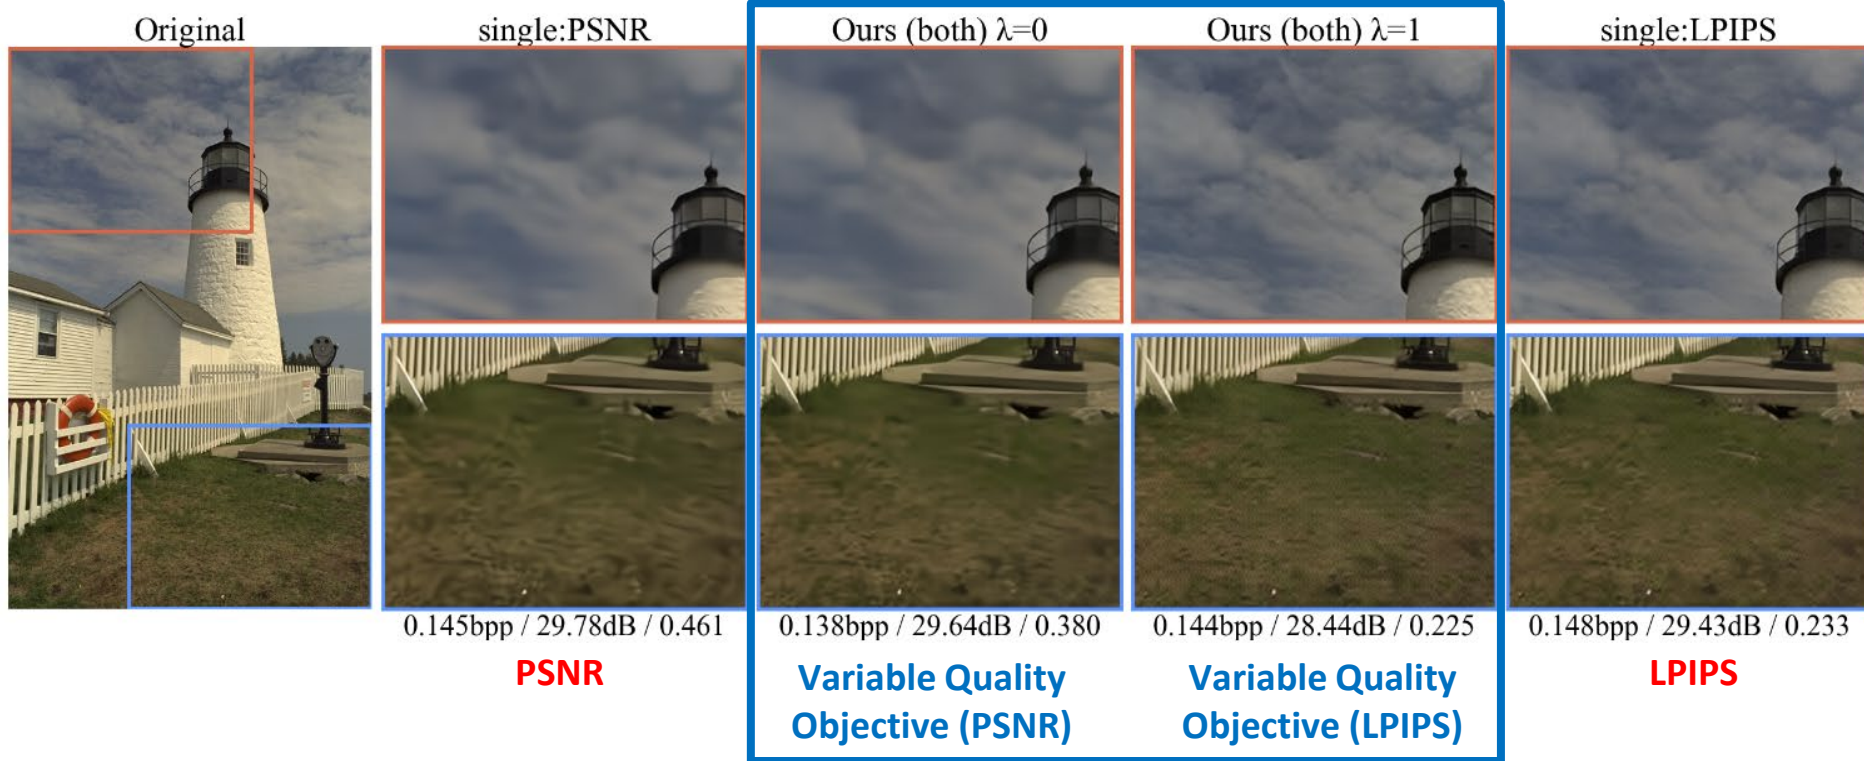 Original
single:PSNR
Ours (both) λ=0
Ours (both) λ=1
single:LPIPS
0.145bpp / 29.78dB / 0.461
0.138bpp / 29.64dB / 0.380
0.144bpp / 28.44dB / 0.225
0.148bpp / 29.43dB / 0.233
PSNR
Variable Quality
Objective (PSNR)
Variable Quality
Objective (LPIPS)
LPIPS